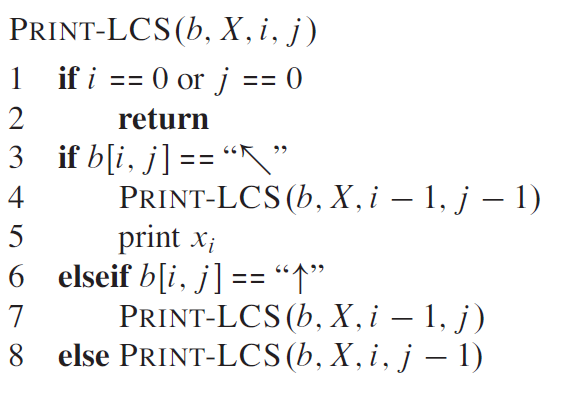 PRINT-LCS(b, X, i, j)
1 if i == 0 or j == 0
2 return
3 if b[i, j] == “↖”
4 PRINT-LCS(b, X, i − 1, j − 1)
5 print xᵢ
6 elseif b[i, j] == “↑”
7 PRINT-LCS(b, X, i − 1, j)
8 else PRINT-LCS(b, X, i, j − 1)